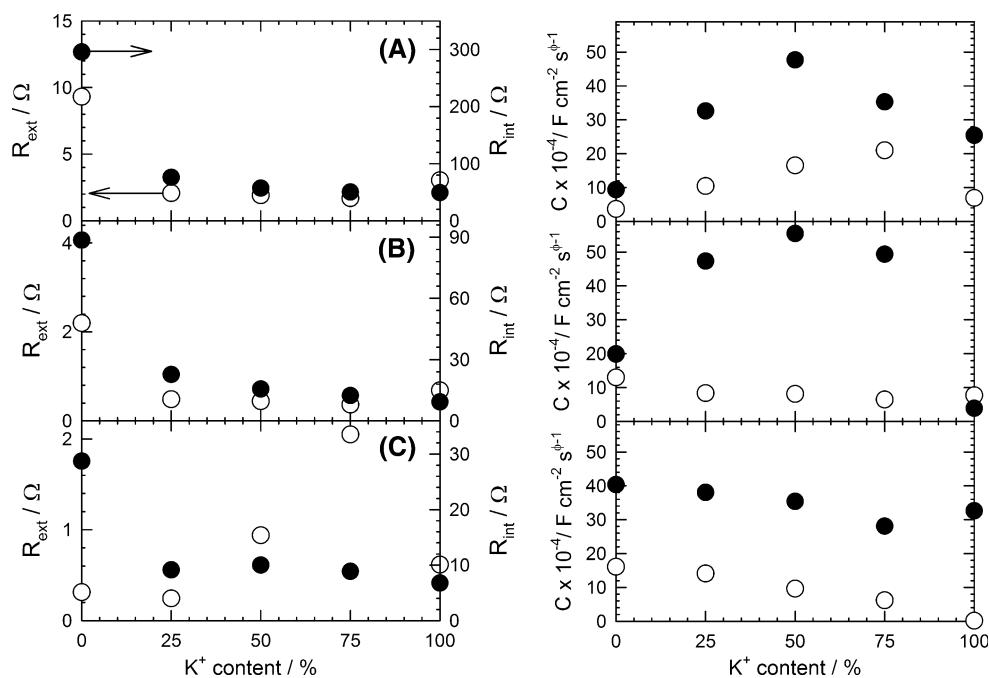 15
10
5
0
R_ext / Ω
(A)
300
200
100
0
R_int / Ω
4
2
0
R_ext / Ω
(B)
90
60
30
0
R_int / Ω
2
1
0
R_ext / Ω
(C)
30
20
10
0
R_int / Ω
0 25 50 75 100
K⁺ content / %
50
40
30
20
10
0
C x 10⁻⁴/ F cm⁻² s^ϕ⁻¹
50
40
30
20
10
0
C x 10⁻⁴/ F cm⁻² s^ϕ⁻¹
50
40
30
20
10
0
C x 10⁻⁴/ F cm⁻² s^ϕ⁻¹
0 25 50 75 100
K⁺ content / %